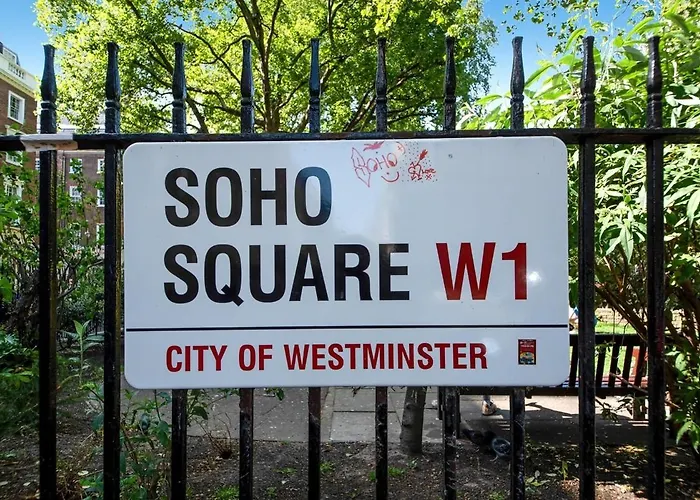 SOHO
SQUARE W1
CITY OF WESTMINSTER